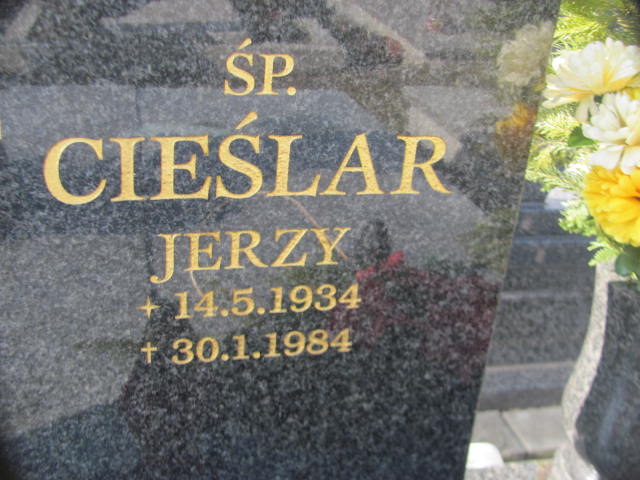 ŚP.
CIEŚLAR
JERZY
+ 14.5.1934
† 30.1.1984